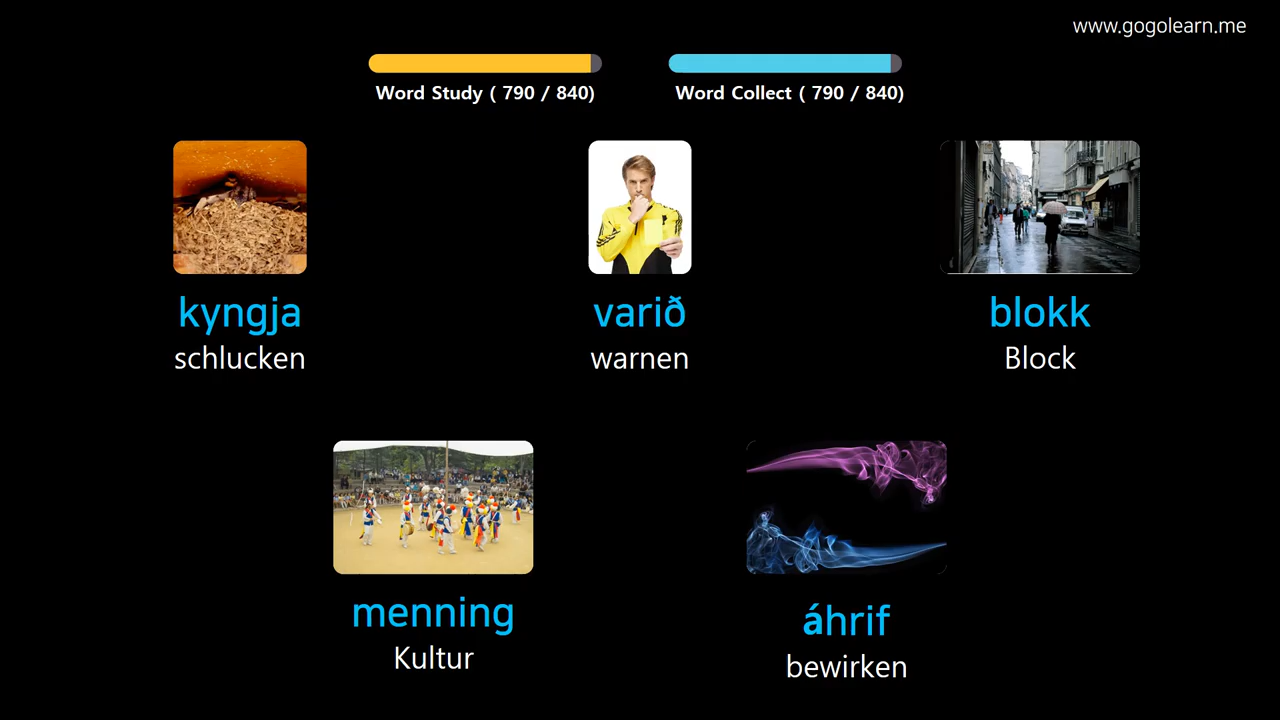 www.gogolearn.me
Word Study ( 790 / 840)
Word Collect ( 790 / 840)
kyngja
schlucken
varið
warnen
blokk
Block
menning
Kultur
áhrif
bewirken